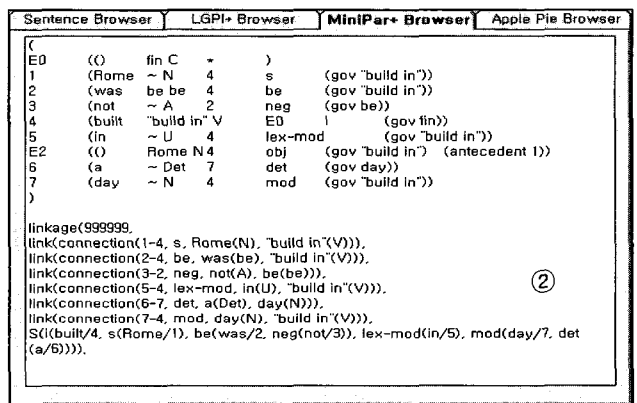 Sentence Browser LGPI+ Browser MiniPar+ Browser Apple Pie Browser
(
E0 (() fin C * )
1 (Rome ~ N 4 s (gov "build in"))
2 (was be be 4 be (gov "build in"))
3 (not ~ A 2 neg (gov be))
4 (built "build in" V E0 i (gov fin))
5 (in ~ U 4 lex-mod (gov "build in"))
E2 (() Rome N 4 obj (gov "build in") (antecedent 1))
6 (a ~ Det 7 det (gov day))
7 (day ~ N 4 mod (gov "build in"))
)
linkage(999999,
link(connection(1-4, s, Rome(N), "build in"(V))),
link(connection(2-4, be, was(be), "build in"(V))),
link(connection(3-2, neg, not(A), be(be))),
link(connection(5-4, lex-mod, in(U), "build in"(V))),
link(connection(6-7, det, a(Det), day(N))),
link(connection(7-4, mod, day(N), "build in"(V))),
S(i(built/4, s(Rome/1), be(was/2, neg(not/3)), lex-mod(in/5), mod(day/7, det
(a/6)))),
②